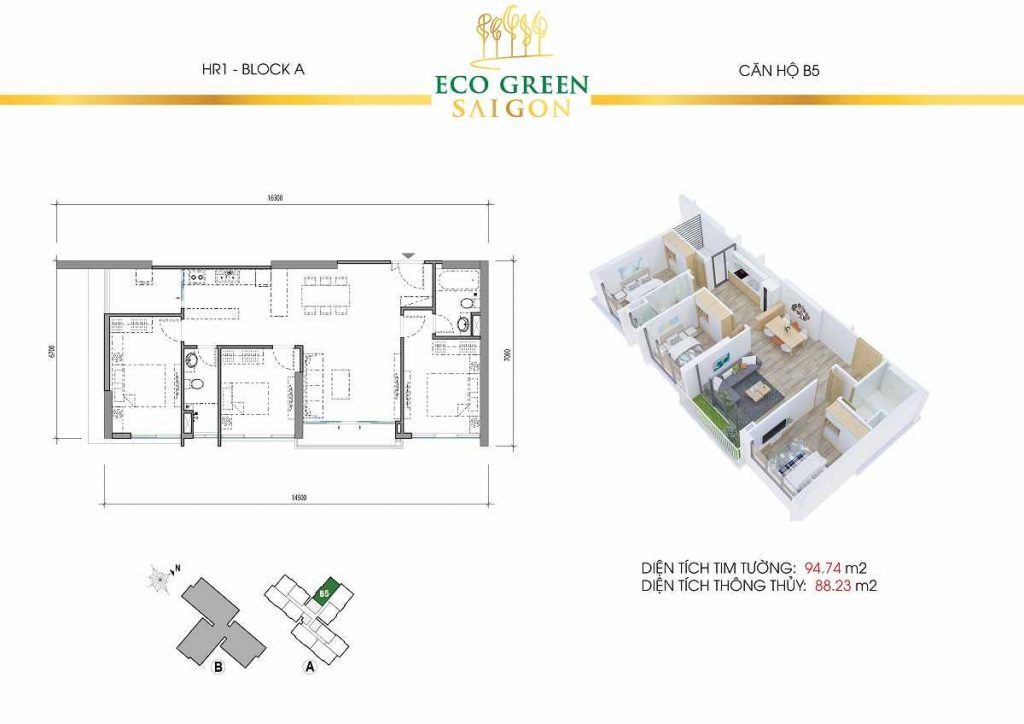 HR1 - BLOCK A
ECO GREEN
SAIGON
CĂN HỘ B5
16300
6700
7000
14500
N
B5
B
A
DIỆN TÍCH TIM TƯỜNG: 94.74 m2
DIỆN TÍCH THÔNG THỦY: 88.23 m2